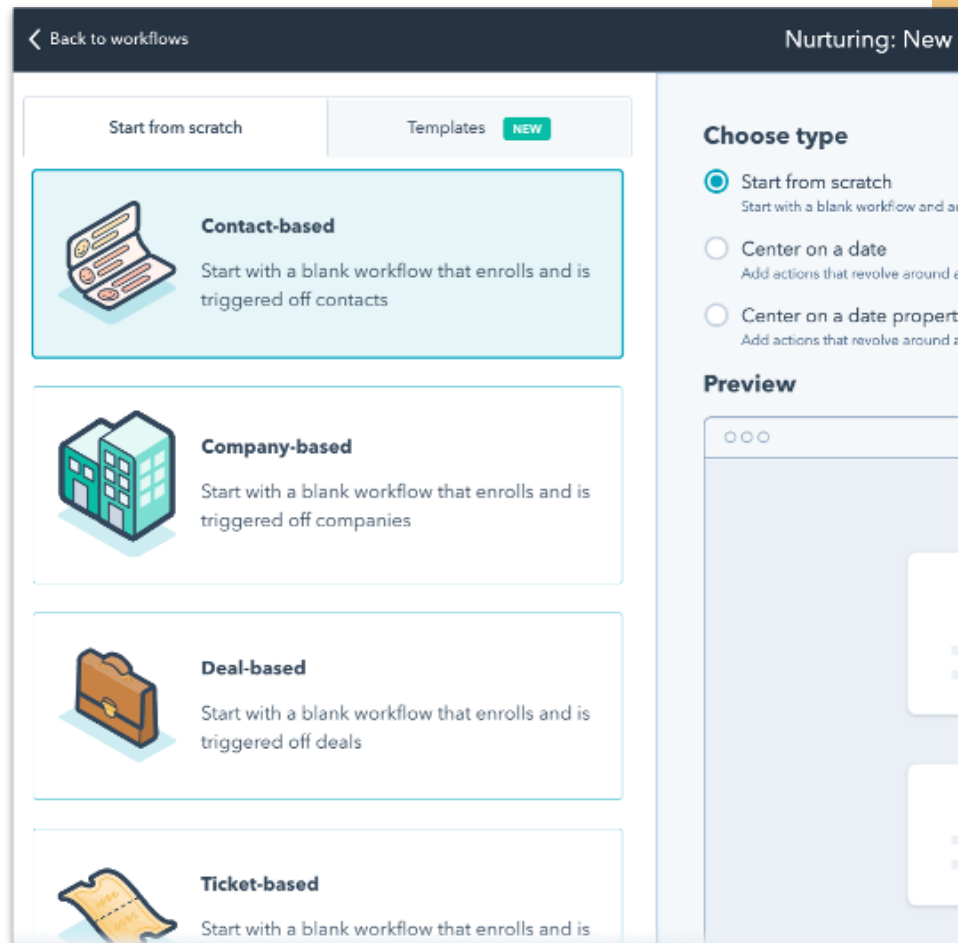 Back to workflows
Nurturing: New
Start from scratch
Templates NEW
Contact-based
Start with a blank workflow that enrolls and is
triggered off contacts
Company-based
Start with a blank workflow that enrolls and is
triggered off companies
Deal-based
Start with a blank workflow that enrolls and is
triggered off deals
Ticket-based
Start with a blank workflow that enrolls and is
Choose type
Start from scratch
Start with a blank workflow and
Center on a date
Add actions that revolve around
Center on a date propert
Add actions that revolve around
Preview